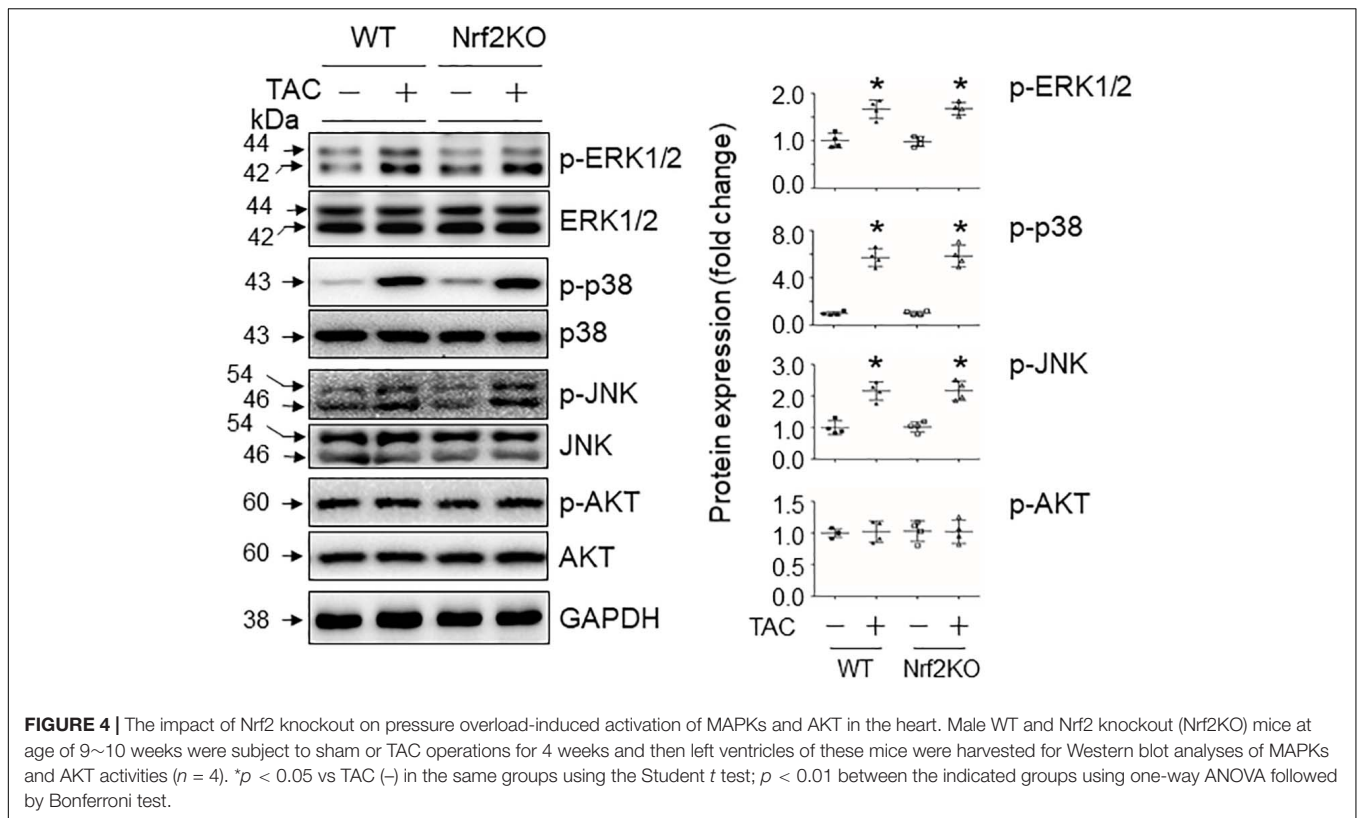 WT Nrf2KO
TAC − + − +
kDa
44
42
p-ERK1/2
44
42
ERK1/2
43
p-p38
43
p38
54
46
p-JNK
54
46
JNK
60
p-AKT
60
AKT
38
GAPDH
Protein expression (fold change)
2.0
1.0
0.0
* *
p-ERK1/2
8.0
4.0
0.0
* *
p-p38
3.0
2.0
1.0
0.0
* *
p-JNK
1.5
1.0
0.5
0.0
p-AKT
TAC − + − +
WT Nrf2KO
FIGURE 4 | The impact of Nrf2 knockout on pressure overload-induced activation of MAPKs and AKT in the heart. Male WT and Nrf2 knockout (Nrf2KO) mice at
age of 9~10 weeks were subject to sham or TAC operations for 4 weeks and then left ventricles of these mice were harvested for Western blot analyses of MAPKs
and AKT activities (n = 4). *p < 0.05 vs TAC (–) in the same groups using the Student t test; p < 0.01 between the indicated groups using one-way ANOVA followed
by Bonferroni test.